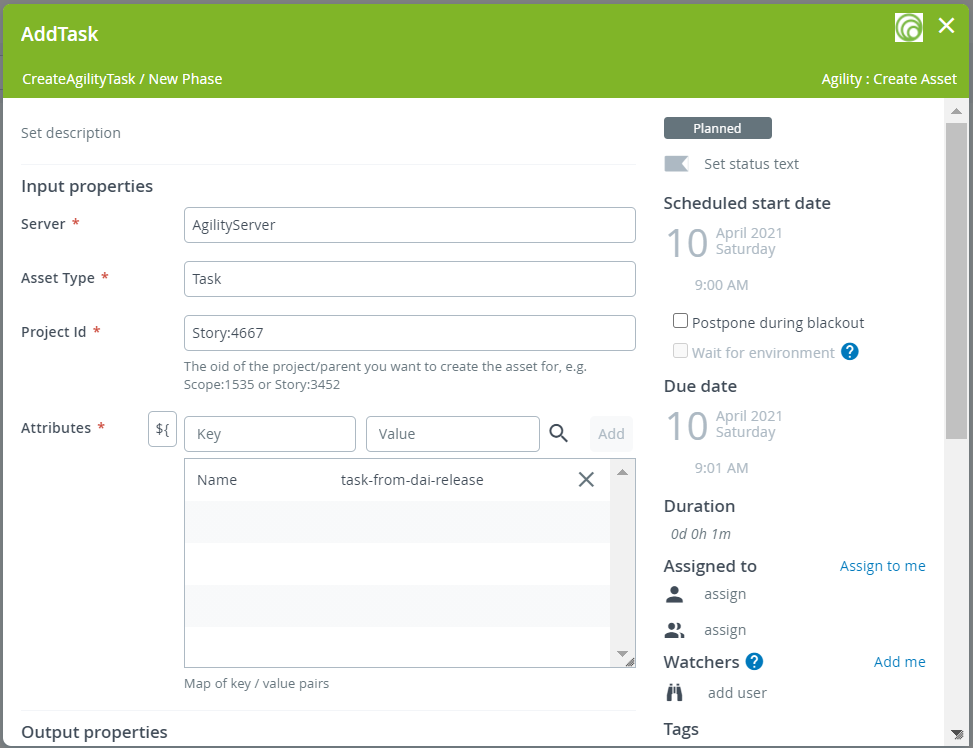 AddTask
CreateAgilityTask / New Phase
Agility : Create Asset
Set description
Input properties
Server *
AgilityServer
Asset Type *
Task
Project Id *
Story:4667
The oid of the project/parent you want to create the asset for, e.g.
Scope:1535 or Story:3452
Attributes *
${
Key
Value
Add
Name
task-from-dai-release
Map of key / value pairs
Output properties
Planned
Set status text
Scheduled start date
10
April 2021
Saturday
9:00 AM
Postpone during blackout
Wait for environment ?
Due date
10
April 2021
Saturday
9:01 AM
Duration
0d 0h 1m
Assigned to
Assign to me
assign
assign
Watchers ?
Add me
add user
Tags